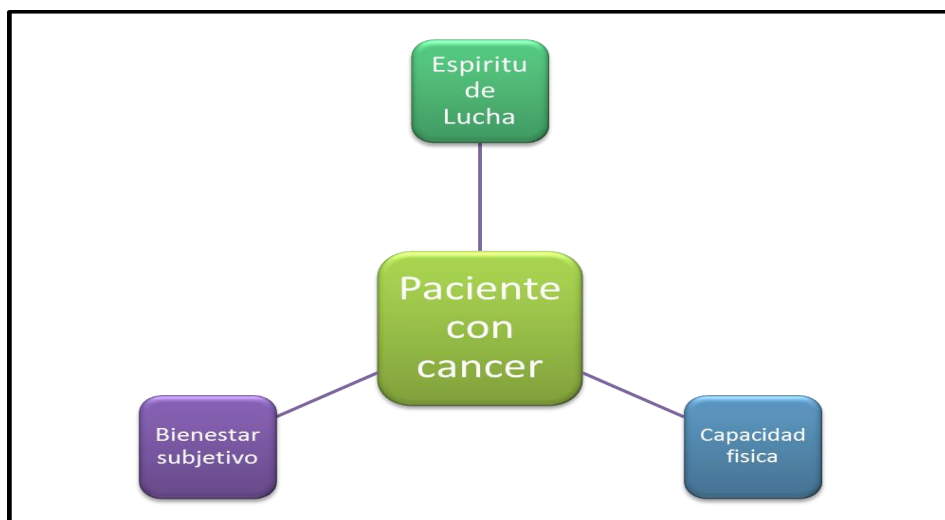 Espiritu
de
Lucha
Paciente
con
cancer
Bienestar
subjetivo
Capacidad
fisica